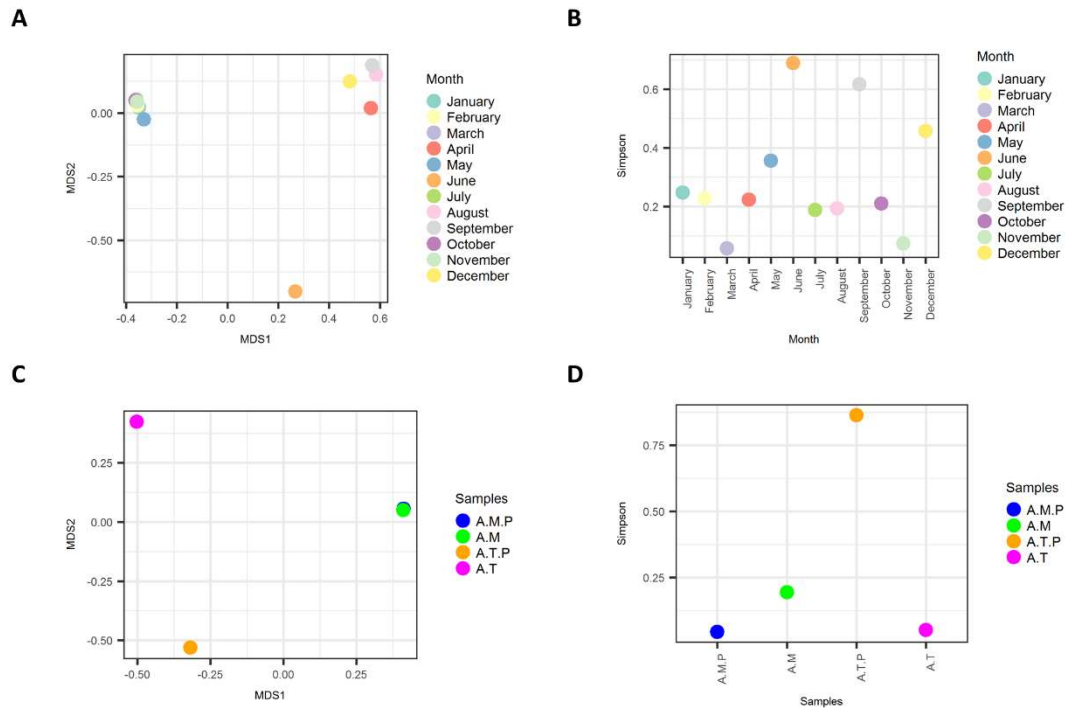 A
0.00
-0.25
-0.50
MDS2
-0.4
-0.2
0.0
0.2
0.4
0.6
MDS1
Month
January
February
March
April
May
June
July
August
September
October
November
December
B
0.6
0.4
0.2
Simpson
January
February
March
April
May
June
July
August
September
October
November
December
Month
Month
January
February
March
April
May
June
July
August
September
October
November
December
C
0.25
0.00
-0.25
-0.50
MDS2
-0.50
-0.25
0.00
0.25
MDS1
Samples
A.M.P
A.M
A.T.P
A.T
D
0.75
0.50
0.25
Simpson
A.M.P
A.M
A.T.P
A.T
Samples
Samples
A.M.P
A.M
A.T.P
A.T